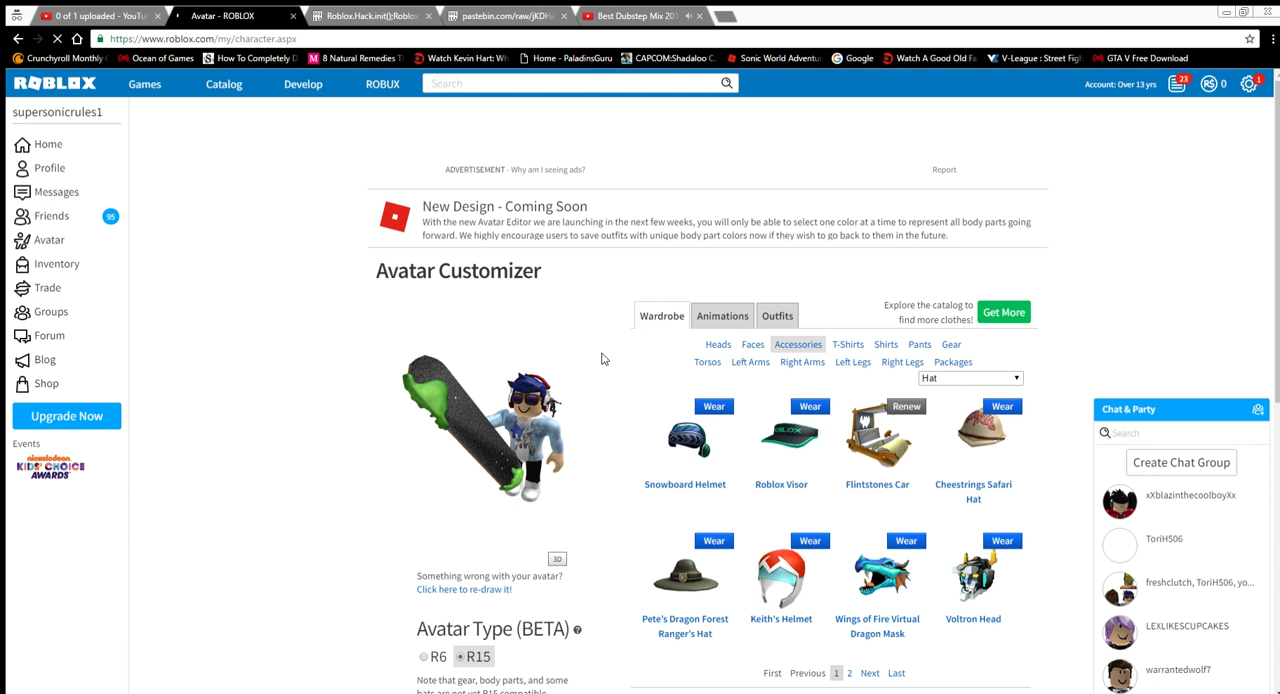 0 of 1 uploaded - YouTu
Avatar - ROBLOX
Roblox.Hack.init();Roblox
pastebin.com/raw/jKDHa
Best Dubstep Mix 201
https://www.roblox.com/my/character.aspx
Crunchyroll Monthly
Ocean of Games
How To Completely D
8 Natural Remedies T
Watch Kevin Hart: Wh
Home - PaladinsGuru
CAPCOM:Shadaloo C
Sonic World Adventu
Google
Watch A Good Old Fa
V-League : Street Figh
GTA V Free Download
ROBLOX
Games
Catalog
Develop
ROBUX
Search
Account: Over 13 yrs
23
R$ 0
1
supersonicrules1
Home
Profile
Messages
Friends 95
Avatar
Inventory
Trade
Groups
Forum
Blog
Shop
Upgrade Now
Events
nickelodeon
KIDS' CHOICE
AWARDS
ADVERTISEMENT - Why am I seeing ads?
Report
New Design - Coming Soon
With the new Avatar Editor we are launching in the next few weeks, you will only be able to select one color at a time to represent all body parts going
forward. We highly encourage users to save outfits with unique body part colors now if they wish to go back to them in the future.
Avatar Customizer
3D
Something wrong with your avatar?
Click here to re-draw it!
Avatar Type (BETA) ?
R6 R15
Note that gear, body parts, and some
hats are not yet R15 compatible
Wardrobe
Animations
Outfits
Explore the catalog to
find more clothes!
Get More
Heads Faces Accessories T-Shirts Shirts Pants Gear
Torsos Left Arms Right Arms Left Legs Right Legs Packages
Hat
Wear
Wear
Renew
Wear
ROBLOX
Snowboard Helmet
Roblox Visor
Flintstones Car
Cheestrings Safari
Hat
Wear
Wear
Wear
Wear
Pete's Dragon Forest
Ranger's Hat
Keith's Helmet
Wings of Fire Virtual
Dragon Mask
Voltron Head
First Previous 1 2 Next Last
Chat & Party
Search
Create Chat Group
xXblazinthecoolboyXx
ToriH506
freshclutch, ToriH506, yo...
LEXLIKESCUPCAKES
warrantedwolf7